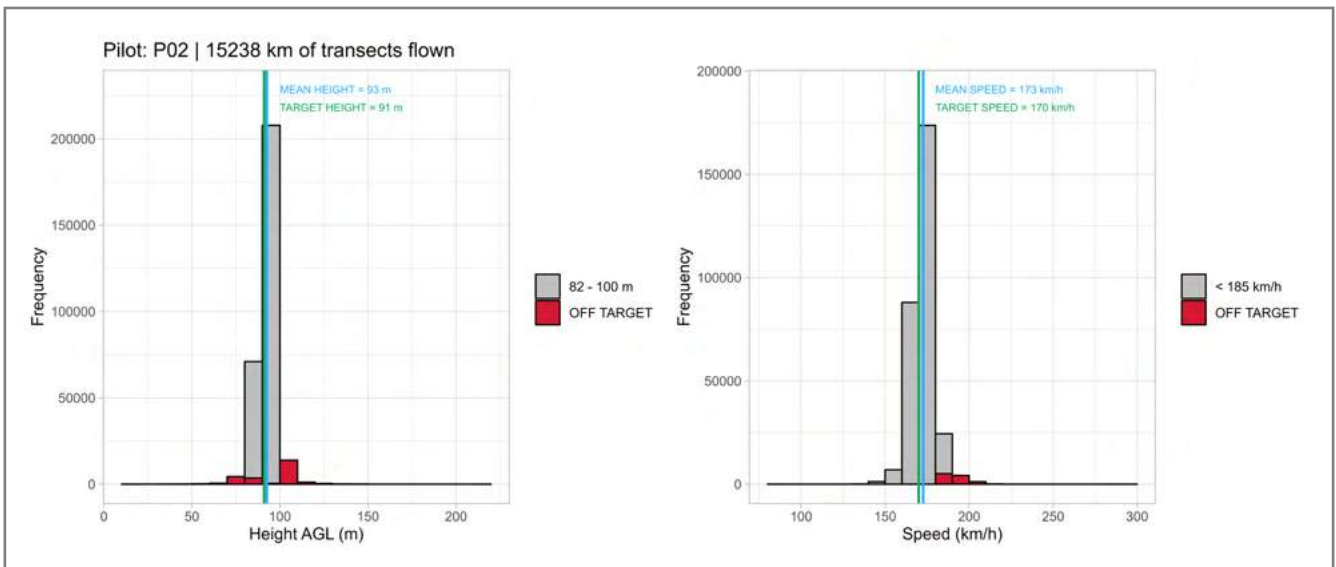 Pilot: P02 | 15238 km of transects flown
MEAN HEIGHT = 93 m
TARGET HEIGHT = 91 m
200000
150000
100000
50000
0
Frequency
0 50 100 150 200
Height AGL (m)
82 - 100 m
OFF TARGET
MEAN SPEED = 173 km/h
TARGET SPEED = 170 km/h
200000
150000
100000
50000
0
Frequency
100 150 200 250 300
Speed (km/h)
< 185 km/h
OFF TARGET